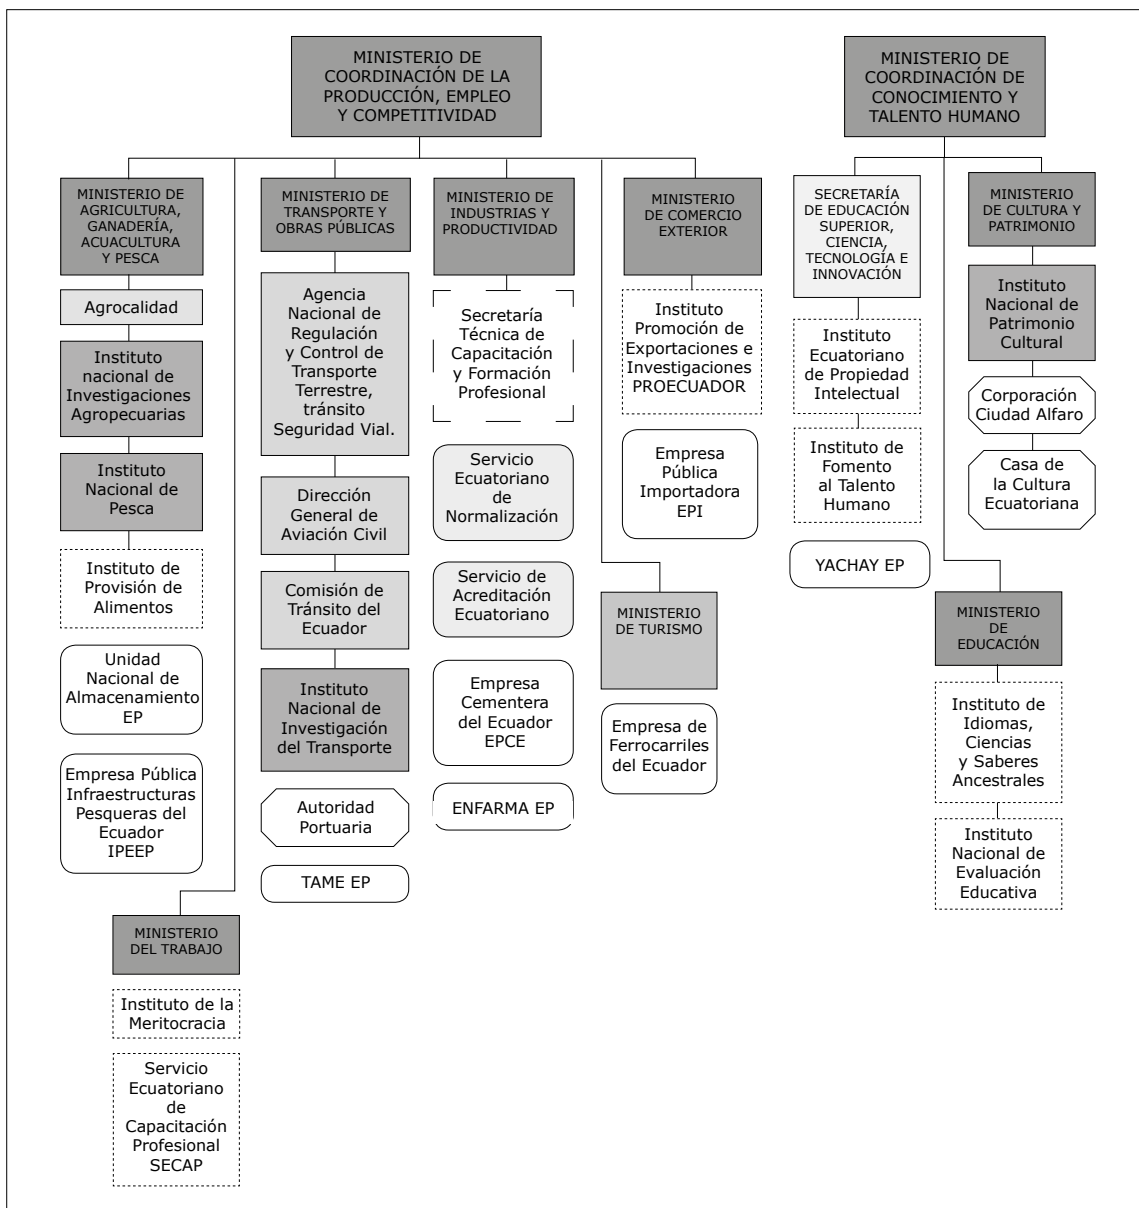 MINISTERIO DE
COORDINACIÓN DE LA
PRODUCCIÓN, EMPLEO
Y COMPETITIVIDAD
MINISTERIO DE
AGRICULTURA,
GANADERÍA,
ACUACULTURA
Y PESCA
Agrocalidad
Instituto
nacional de
Investigaciones
Agropecuarias
Instituto
Nacional de
Pesca
Instituto de
Provisión de
Alimentos
Unidad
Nacional de
Almacenamiento
EP
Empresa Pública
Infraestructuras
Pesqueras del
Ecuador
IPEEP
MINISTERIO
DEL TRABAJO
Instituto de la
Meritocracia
Servicio
Ecuatoriano
de
Capacitación
Profesional
SECAP
MINISTERIO DE
TRANSPORTE Y
OBRAS PÚBLICAS
Agencia
Nacional de
Regulación
y Control de
Transporte
Terrestre,
tránsito
Seguridad Vial.
Dirección
General de
Aviación Civil
Comisión de
Tránsito del
Ecuador
Instituto
Nacional de
Investigación
del Transporte
Autoridad
Portuaria
TAME EP
MINISTERIO DE
INDUSTRIAS Y
PRODUCTIVIDAD
Secretaría
Técnica de
Capacitación
y Formación
Profesional
Servicio
Ecuatoriano
de
Normalización
Servicio de
Acreditación
Ecuatoriano
Empresa
Cementera
del Ecuador
EPCE
ENFARMA EP
MINISTERIO
DE COMERCIO
EXTERIOR
Instituto
Promoción de
Exportaciones e
Investigaciones
PROECUADOR
Empresa
Pública
Importadora
EPI
MINISTERIO
DE TURISMO
Empresa de
Ferrocarriles
del Ecuador
MINISTERIO DE
COORDINACIÓN DE
CONOCIMIENTO Y
TALENTO HUMANO
SECRETARÍA
DE EDUCACIÓN
SUPERIOR,
CIENCIA,
TECNOLOGÍA E
INNOVACIÓN
Instituto
Ecuatoriano
de Propiedad
Intelectual
Instituto de
Fomento
al Talento
Humano
YACHAY EP
MINISTERIO
DE CULTURA Y
PATRIMONIO
Instituto
Nacional de
Patrimonio
Cultural
Corporación
Ciudad Alfaro
Casa de
la Cultura
Ecuatoriana
MINISTERIO
DE
EDUCACIÓN
Instituto de
Idiomas,
Ciencias
y Saberes
Ancestrales
Instituto
Nacional de
Evaluación
Educativa